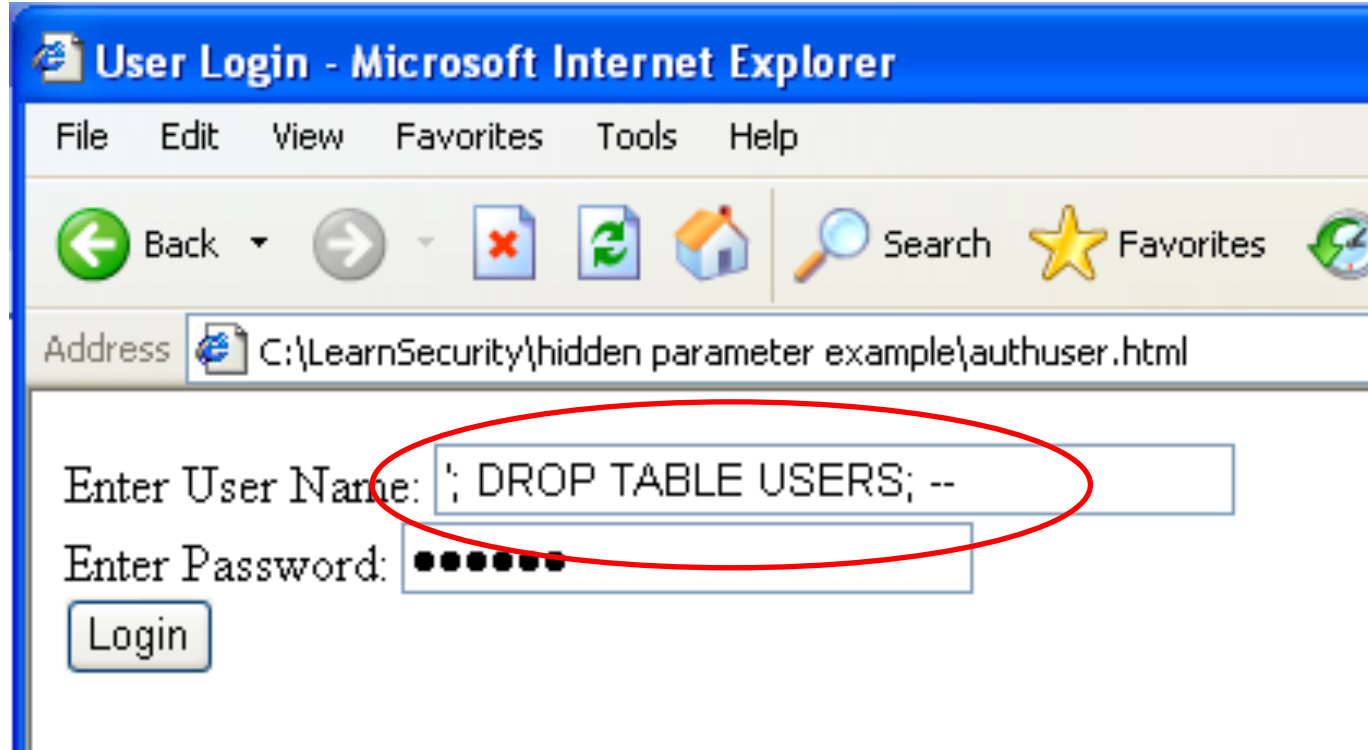 User Login - Microsoft Internet Explorer
File Edit View Favorites Tools Help
Back Search Favorites
Address C:\LearnSecurity\hidden parameter example\authuser.html
Enter User Name: '; DROP TABLE USERS; --
Enter Password: ●●●●●●
Login